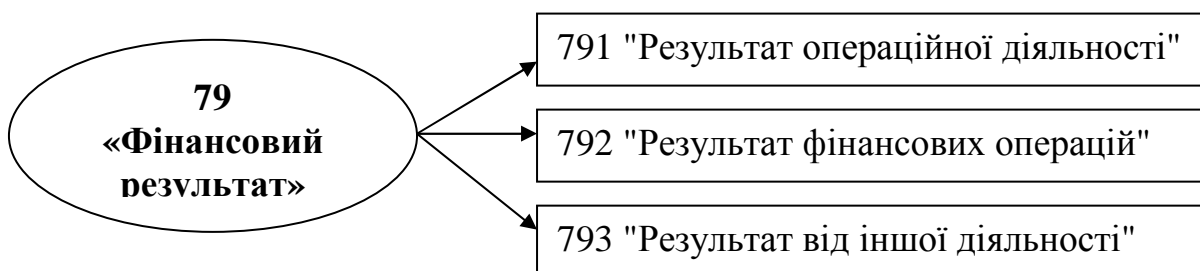 79
«Фінансовий
результат»
791 "Результат операційної діяльності"
792 "Результат фінансових операцій"
793 "Результат від іншої діяльності"